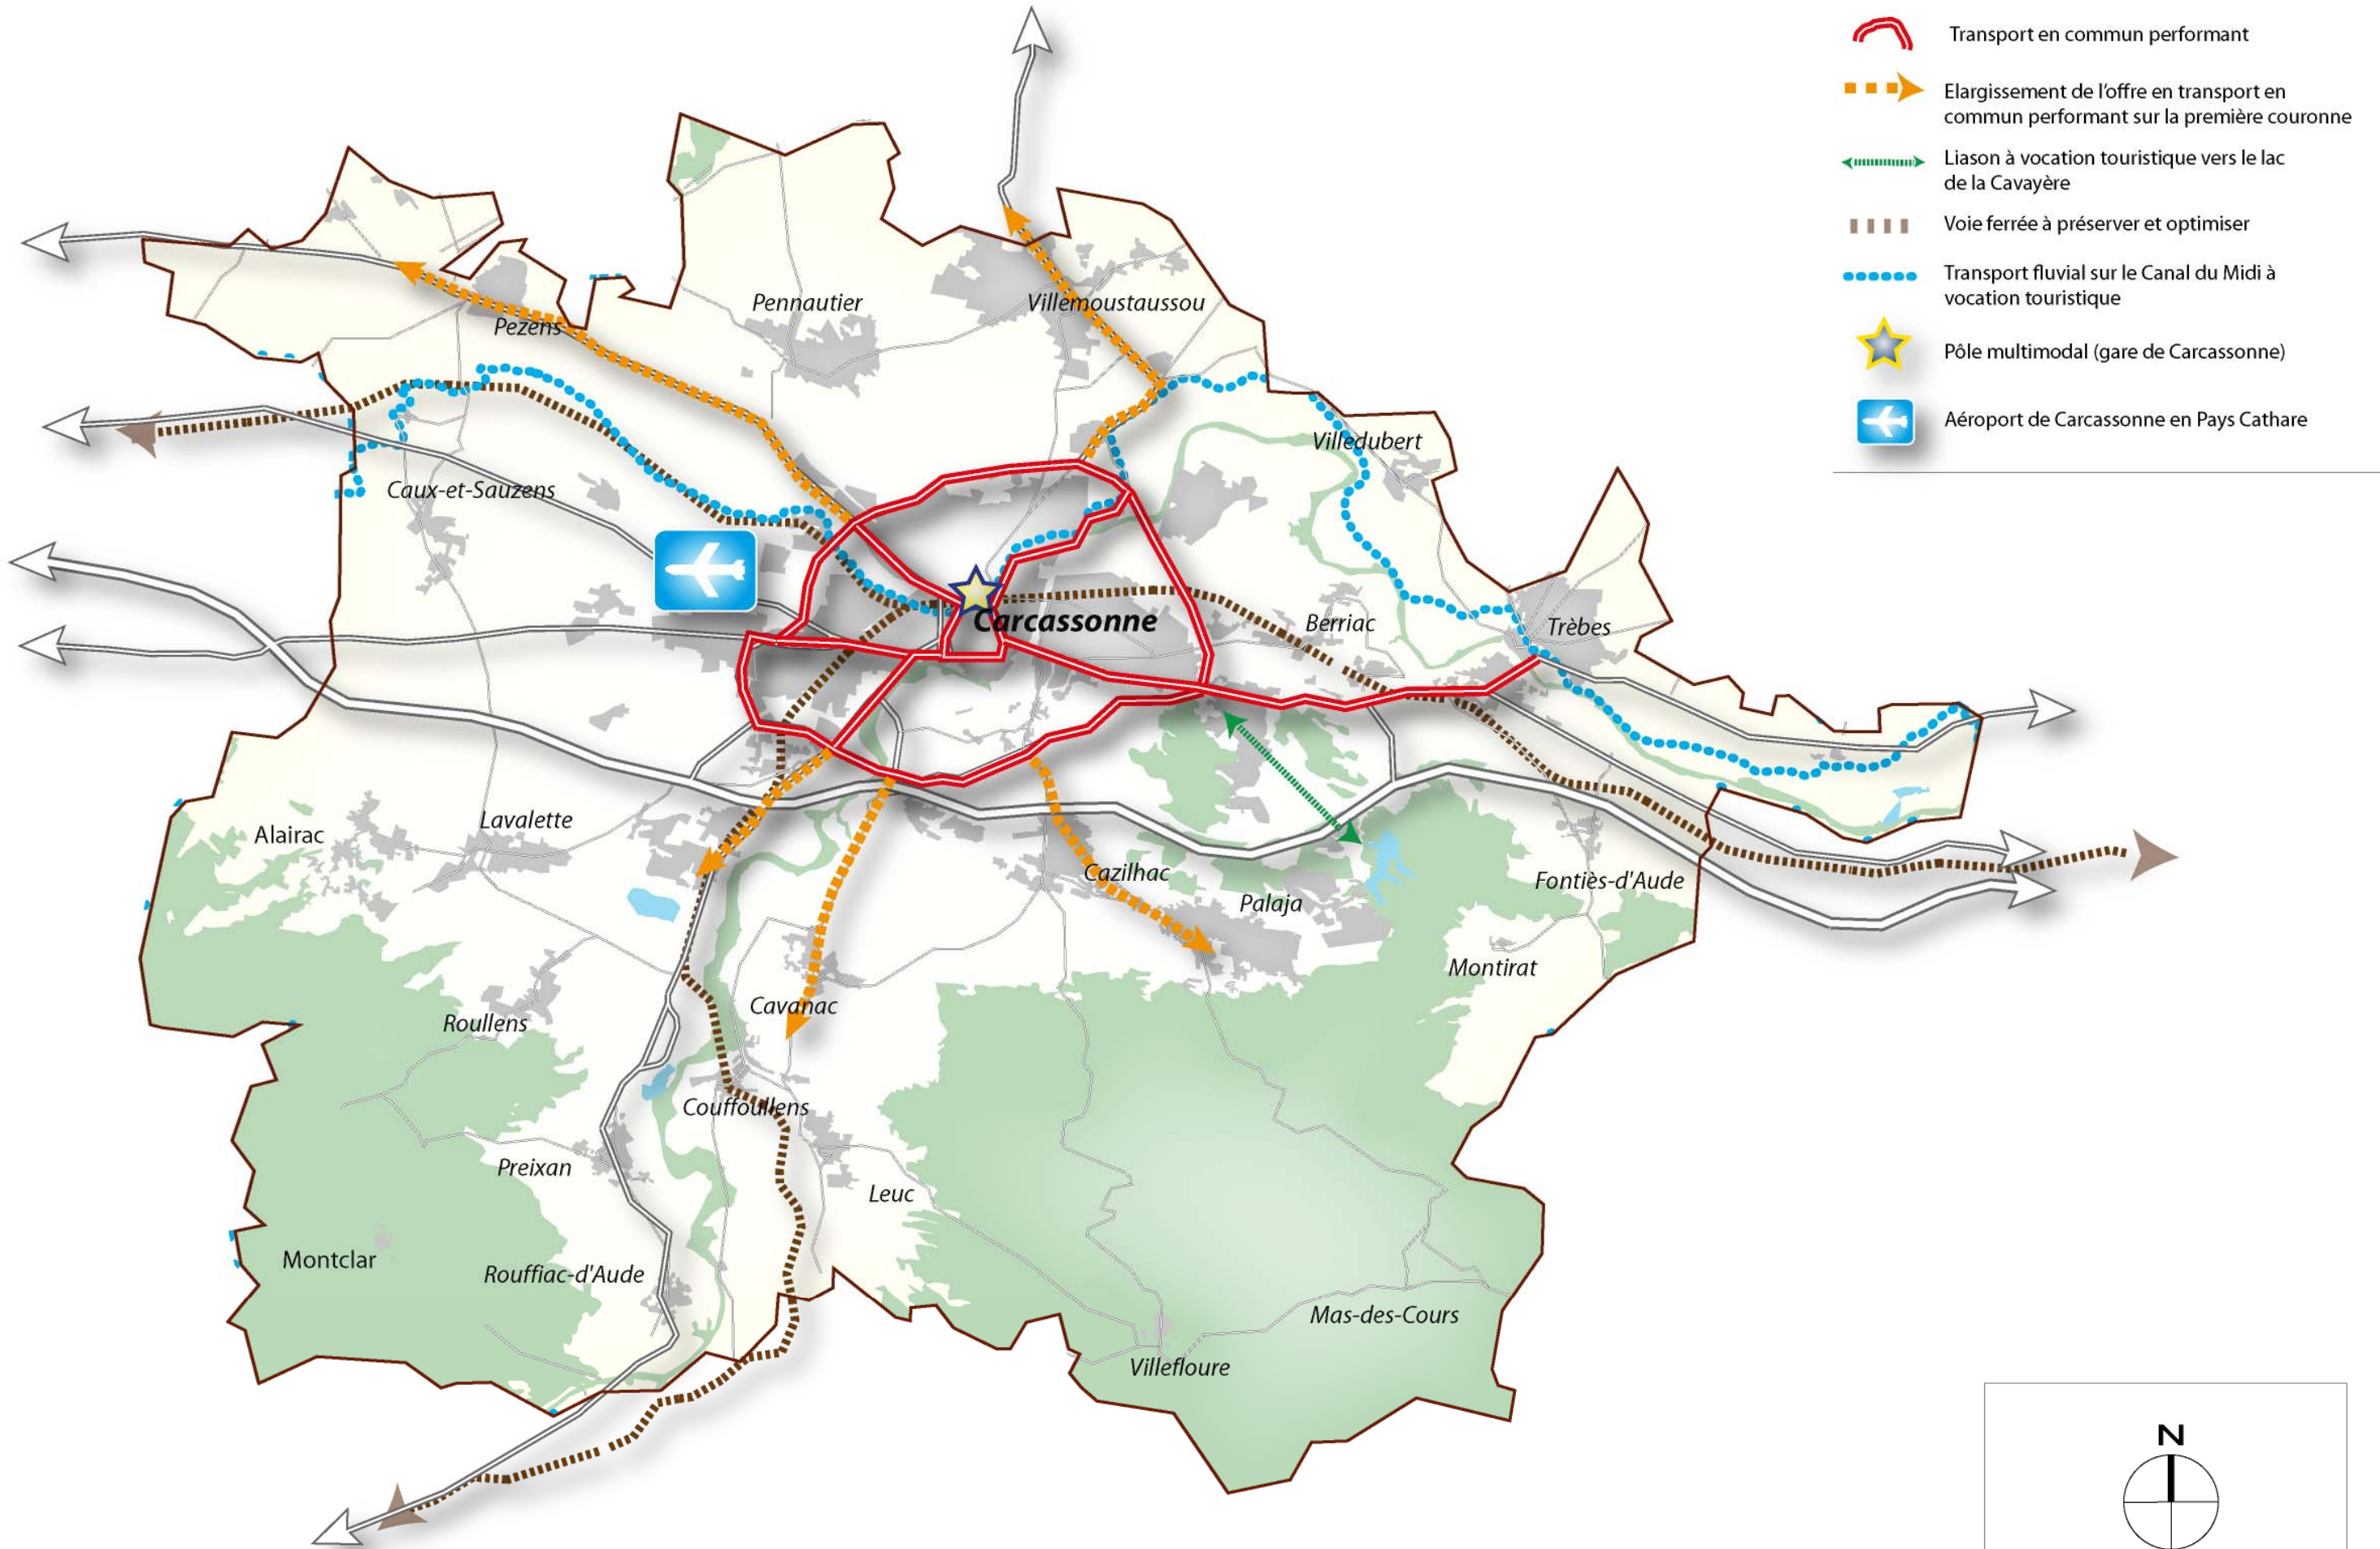 Transport en commun performant
Elargissement de l'offre en transport en
commun performant sur la première couronne
Liason à vocation touristique vers le lac
de la Cavayère
Voie ferrée à préserver et optimiser
Transport fluvial sur le Canal du Midi à
vocation touristique
Pôle multimodal (gare de Carcassonne)
Aéroport de Carcassonne en Pays Cathare
Pennautier
Villemoustaussou
Pezens
Villedubert
Caux-et-Sauzens
Carcassonne
Berriac
Trèbes
Lavalette
Alairac
Cazilhac
Palaja
Fontiès-d'Aude
Montirat
Cavanac
Roullens
Couffoullens
Preixan
Leuc
Montclar
Rouffiac-d'Aude
Mas-des-Cours
Villefloure
N